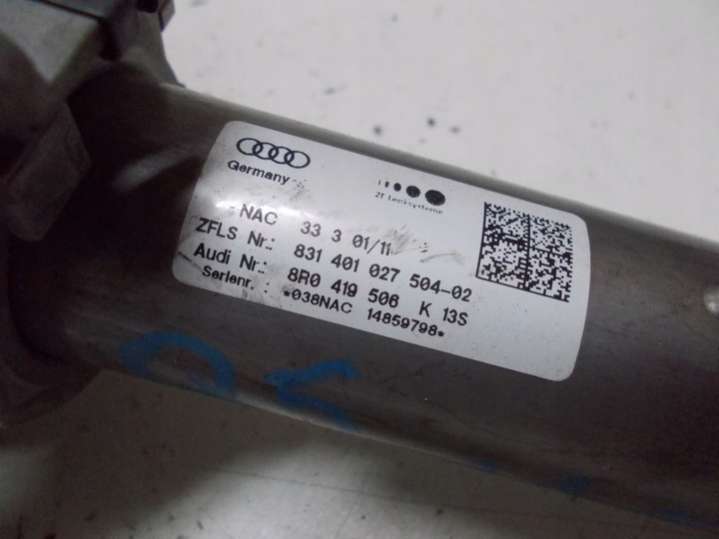 Germany
ZF Lenksysteme
NAC 33 3 01/11
ZFLS Nr.: 831 401 027 504-02
Audi Nr.: 8R0 419 506 K 13S
Serienr. : *038NAC 14859798*